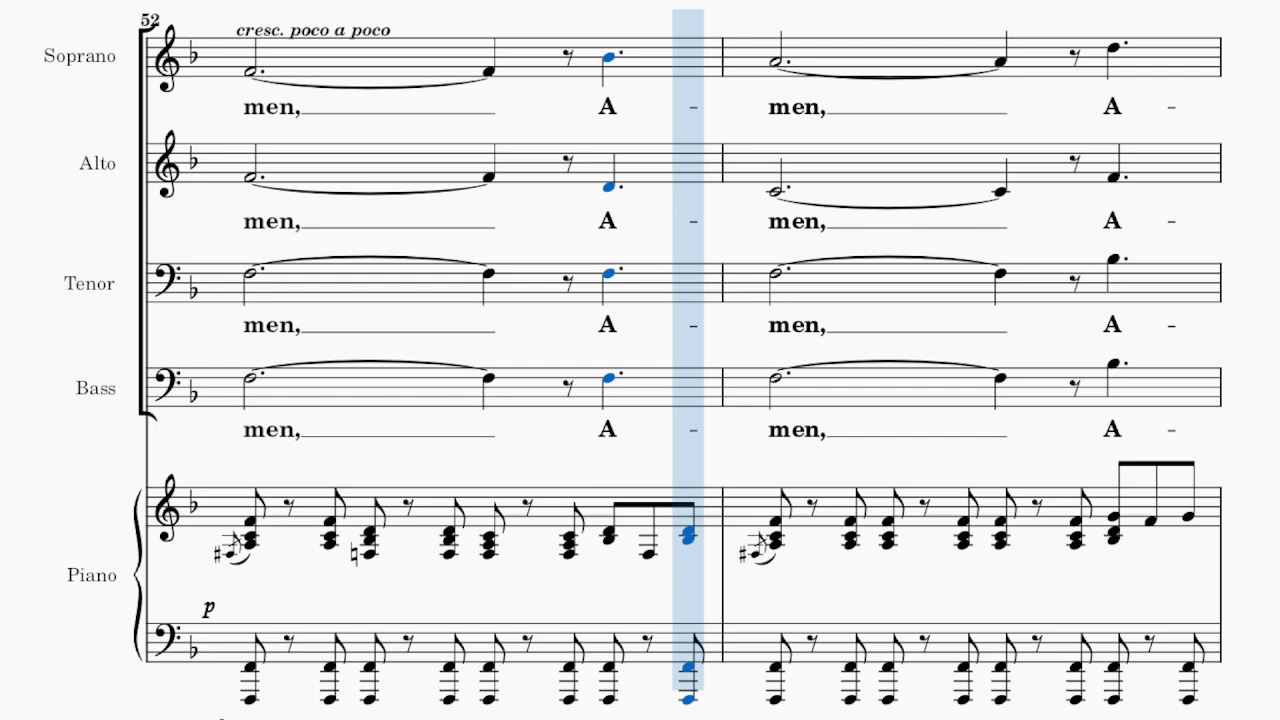 52
cresc. poco a poco
Soprano
men, A - men, A -
Alto
men, A - men, A -
Tenor
men, A - men, A -
Bass
men, A - men, A -
Piano
p